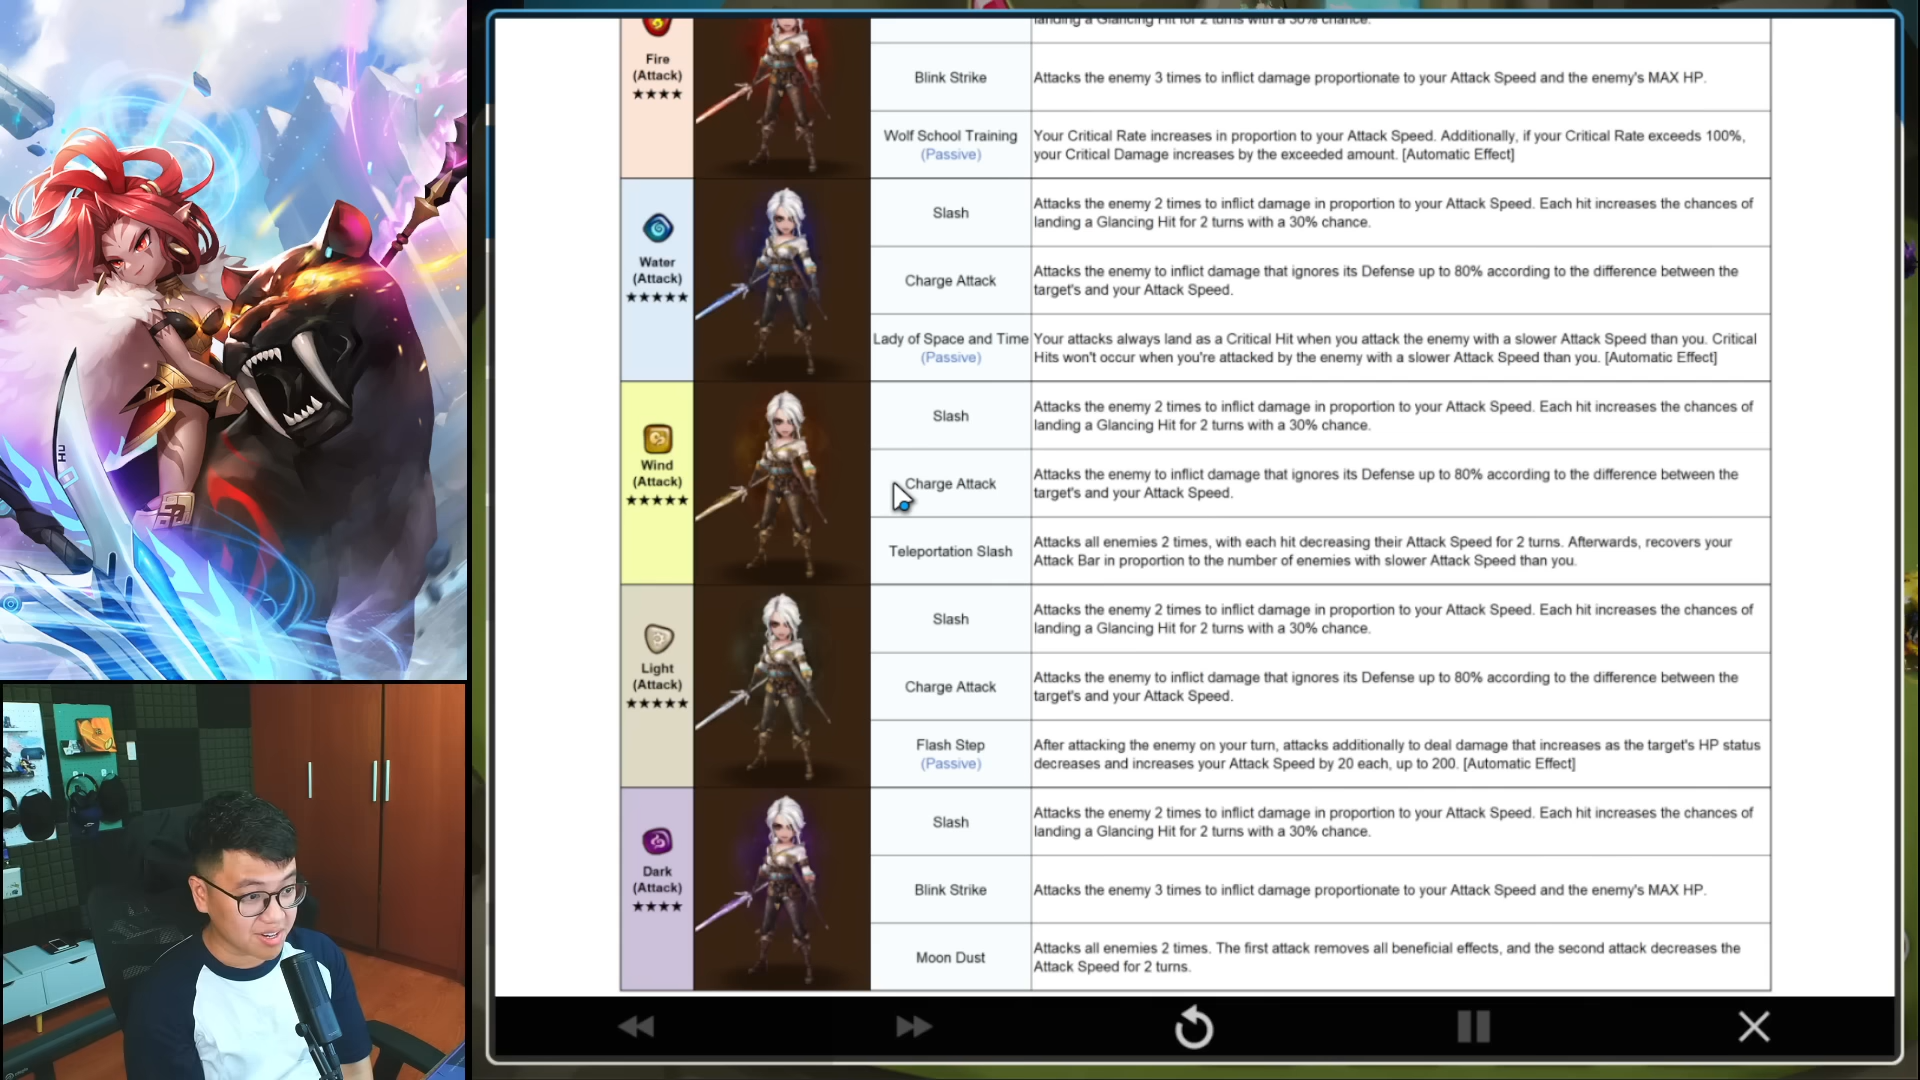 landing a Glancing Hit for 2 turns with a 30% chance.
Fire
(Attack)
★★★★
Blink Strike
Attacks the enemy 3 times to inflict damage proportionate to your Attack Speed and the enemy's MAX HP.
Wolf School Training
(Passive)
Your Critical Rate increases in proportion to your Attack Speed. Additionally, if your Critical Rate exceeds 100%,
your Critical Damage increases by the exceeded amount. [Automatic Effect]
Water
(Attack)
★★★★★
Slash
Attacks the enemy 2 times to inflict damage in proportion to your Attack Speed. Each hit increases the chances of
landing a Glancing Hit for 2 turns with a 30% chance.
Charge Attack
Attacks the enemy to inflict damage that ignores its Defense up to 80% according to the difference between the
target's and your Attack Speed.
Lady of Space and Time
(Passive)
Your attacks always land as a Critical Hit when you attack the enemy with a slower Attack Speed than you. Critical
Hits won't occur when you're attacked by the enemy with a slower Attack Speed than you. [Automatic Effect]
Wind
(Attack)
★★★★★
Slash
Attacks the enemy 2 times to inflict damage in proportion to your Attack Speed. Each hit increases the chances of
landing a Glancing Hit for 2 turns with a 30% chance.
Charge Attack
Attacks the enemy to inflict damage that ignores its Defense up to 80% according to the difference between the
target's and your Attack Speed.
Teleportation Slash
Attacks all enemies 2 times, with each hit decreasing their Attack Speed for 2 turns. Afterwards, recovers your
Attack Bar in proportion to the number of enemies with slower Attack Speed than you.
Light
(Attack)
★★★★★
Slash
Attacks the enemy 2 times to inflict damage in proportion to your Attack Speed. Each hit increases the chances of
landing a Glancing Hit for 2 turns with a 30% chance.
Charge Attack
Attacks the enemy to inflict damage that ignores its Defense up to 80% according to the difference between the
target's and your Attack Speed.
Flash Step
(Passive)
After attacking the enemy on your turn, attacks additionally to deal damage that increases as the target's HP status
decreases and increases your Attack Speed by 20 each, up to 200. [Automatic Effect]
Dark
(Attack)
★★★★
Slash
Attacks the enemy 2 times to inflict damage in proportion to your Attack Speed. Each hit increases the chances of
landing a Glancing Hit for 2 turns with a 30% chance.
Blink Strike
Attacks the enemy 3 times to inflict damage proportionate to your Attack Speed and the enemy's MAX HP.
Moon Dust
Attacks all enemies 2 times. The first attack removes all beneficial effects, and the second attack decreases the
Attack Speed for 2 turns.